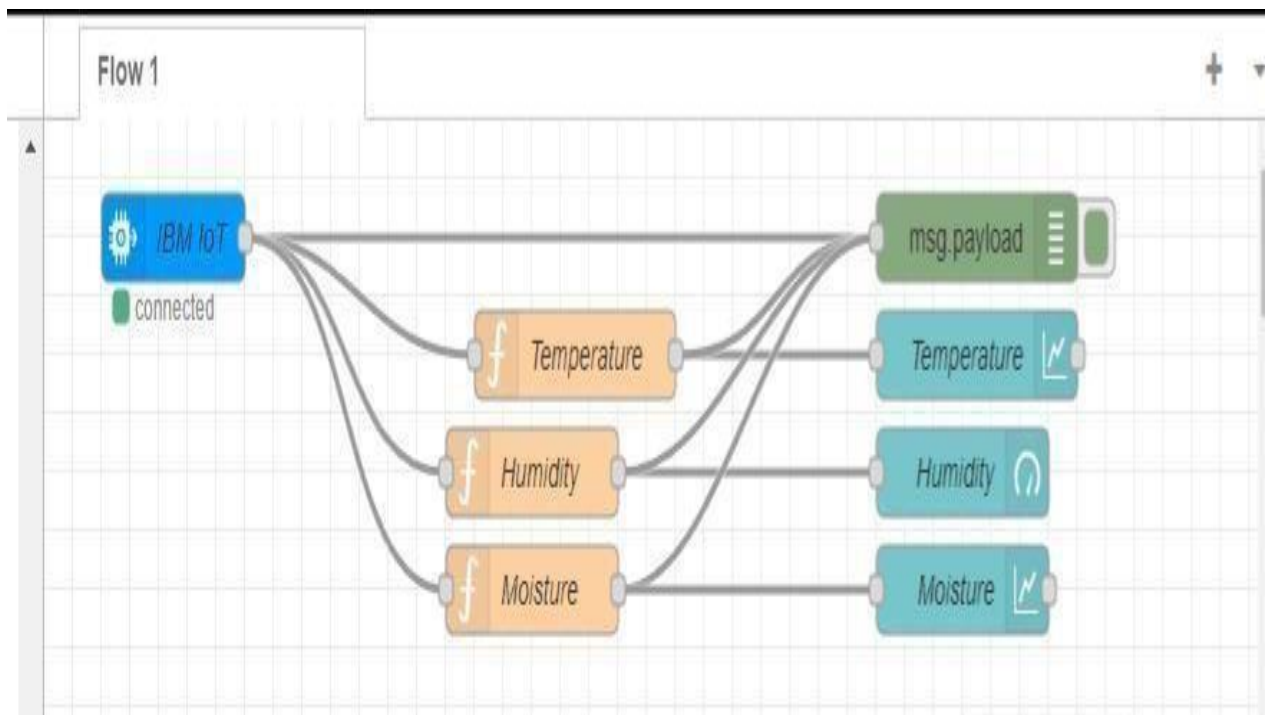 Flow 1
IBM IoT
connected
msg.payload
Temperature
Temperature
Humidity
Humidity
Moisture
Moisture